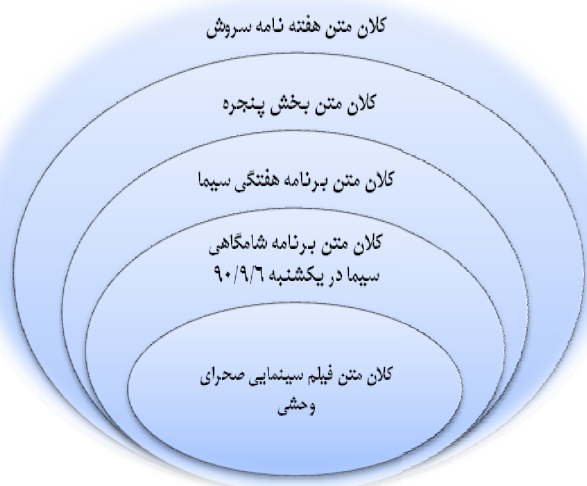 کلان متن هفته نامه سروش
کلان متن بخش پنجره
کلان متن برنامه هفتگی سیما
کلان متن برنامه شامگاهی
سیما در یکشنبه ۹۰/۹/۶
کلان متن فیلم سینمایی صحرای
وحشی